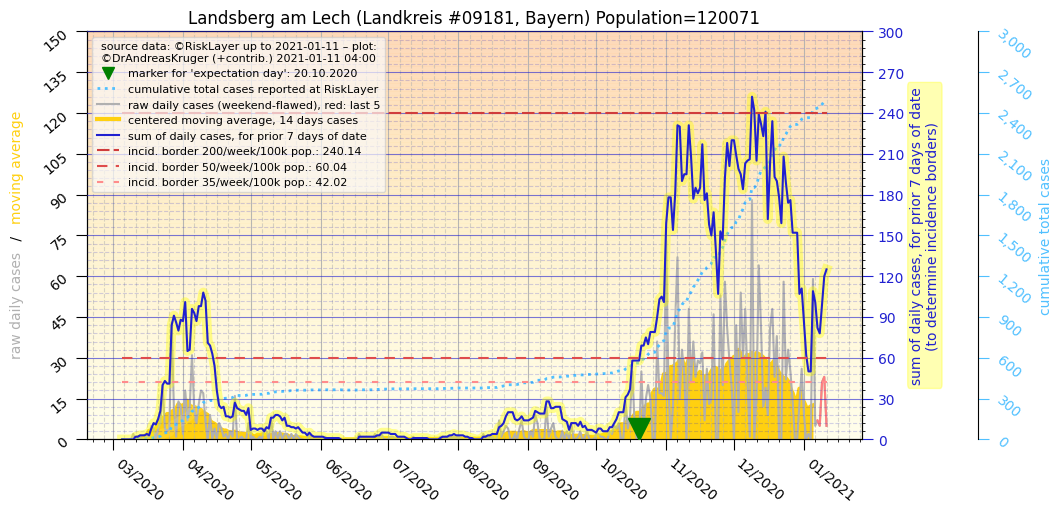 Landsberg am Lech (Landkreis #09181, Bayern) Population=120071
source data: ©RiskLayer up to 2021-01-11 – plot:
©DrAndreasKruger (+contrib.) 2021-01-11 04:00
marker for 'expectation day': 20.10.2020
cumulative total cases reported at RiskLayer
raw daily cases (weekend-flawed), red: last 5
centered moving average, 14 days cases
sum of daily cases, for prior 7 days of date
incid. border 200/week/100k pop.: 240.14
incid. border 50/week/100k pop.: 60.04
incid. border 35/week/100k pop.: 42.02
raw daily cases / moving average
150
135
120
105
90
75
60
45
30
15
0
300
270
240
210
180
150
120
90
60
30
0
sum of daily cases, for prior 7 days of date
(to determine incidence borders)
3,000
2,700
2,400
2,100
1,800
1,500
1,200
900
600
300
0
cumulative total cases
03/2020
04/2020
05/2020
06/2020
07/2020
08/2020
09/2020
10/2020
11/2020
12/2020
01/2021